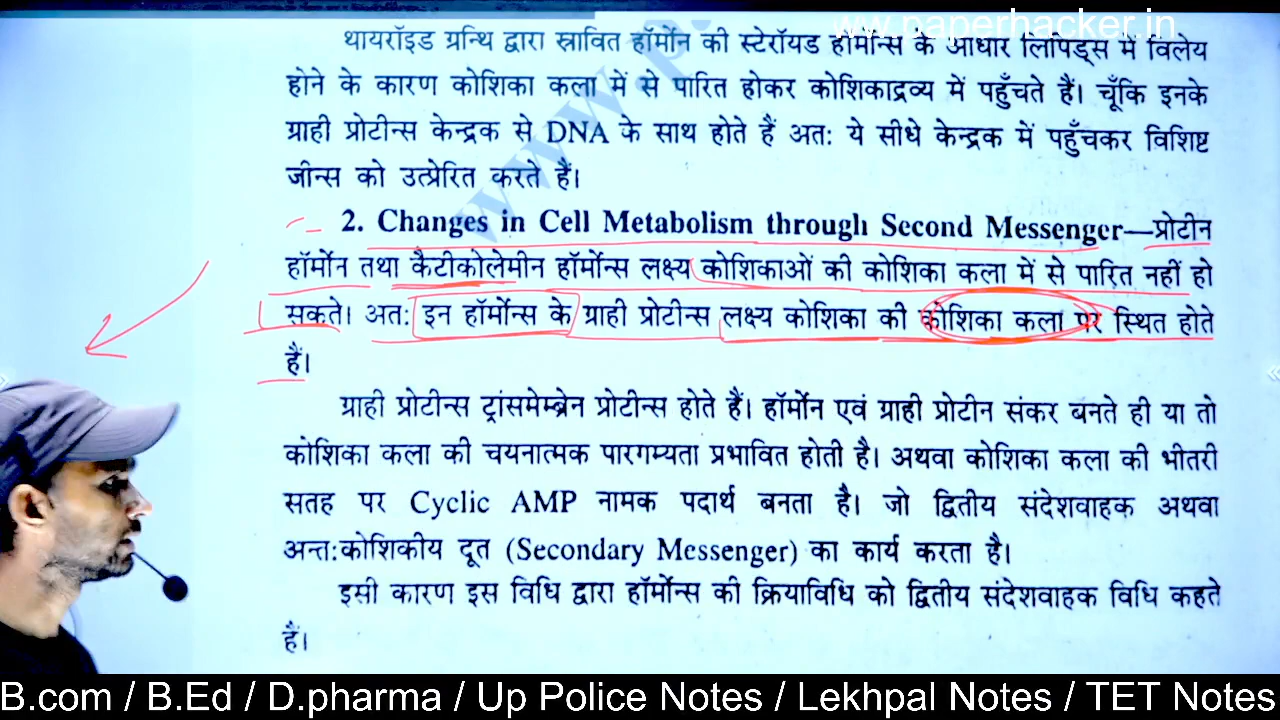 www.paperhacker.in
थायरॉइड ग्रन्थि द्वारा स्रावित हॉर्मोन की स्टेरॉयड हॉर्मोन्स के आधार लिपिड्स में विलेय
होने के कारण कोशिका कला में से पारित होकर कोशिकाद्रव्य में पहुँचते हैं। चूँकि इनके
ग्राही प्रोटीन्स केन्द्रक से DNA के साथ होते हैं अत: ये सीधे केन्द्रक में पहुँचकर विशिष्ट
जीन्स को उत्प्रेरित करते हैं।
2. Changes in Cell Metabolism through Second Messenger—प्रोटीन
हॉर्मोन तथा कैटीकोलेमीन हॉर्मोन्स लक्ष्य कोशिकाओं की कोशिका कला में से पारित नहीं हो
सकते। अत: इन हॉर्मोन्स के ग्राही प्रोटीन्स लक्ष्य कोशिका की कोशिका कला पर स्थित होते
हैं।
ग्राही प्रोटीन्स ट्रांसमेम्ब्रेन प्रोटीन्स होते हैं। हॉर्मोन एवं ग्राही प्रोटीन संकर बनते ही या तो
कोशिका कला की चयनात्मक पारगम्यता प्रभावित होती है। अथवा कोशिका कला की भीतरी
सतह पर Cyclic AMP नामक पदार्थ बनता है। जो द्वितीय संदेशवाहक अथवा
अन्त:कोशिकीय दूत (Secondary Messenger) का कार्य करता है।
इसी कारण इस विधि द्वारा हॉर्मोन्स की क्रियाविधि को द्वितीय संदेशवाहक विधि कहते
हैं।
B.com / B.Ed / D.pharma / Up Police Notes / Lekhpal Notes / TET Notes